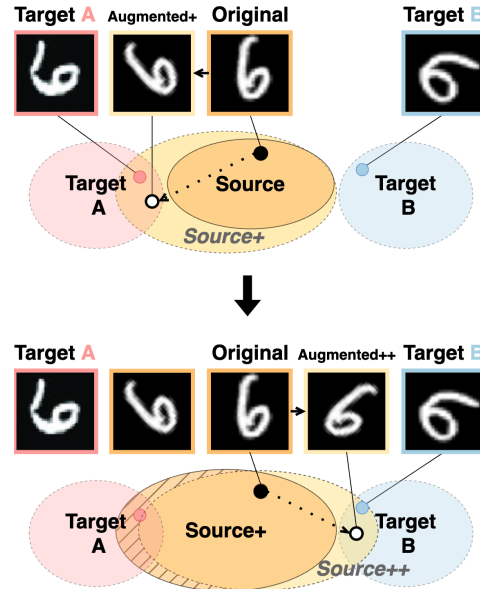 Target A Augmented+ Original Target B
Target
A
Source
Source+
Target
B
Target A Original Augmented++ Target B
Target
A
Source+
Source++
Target
B